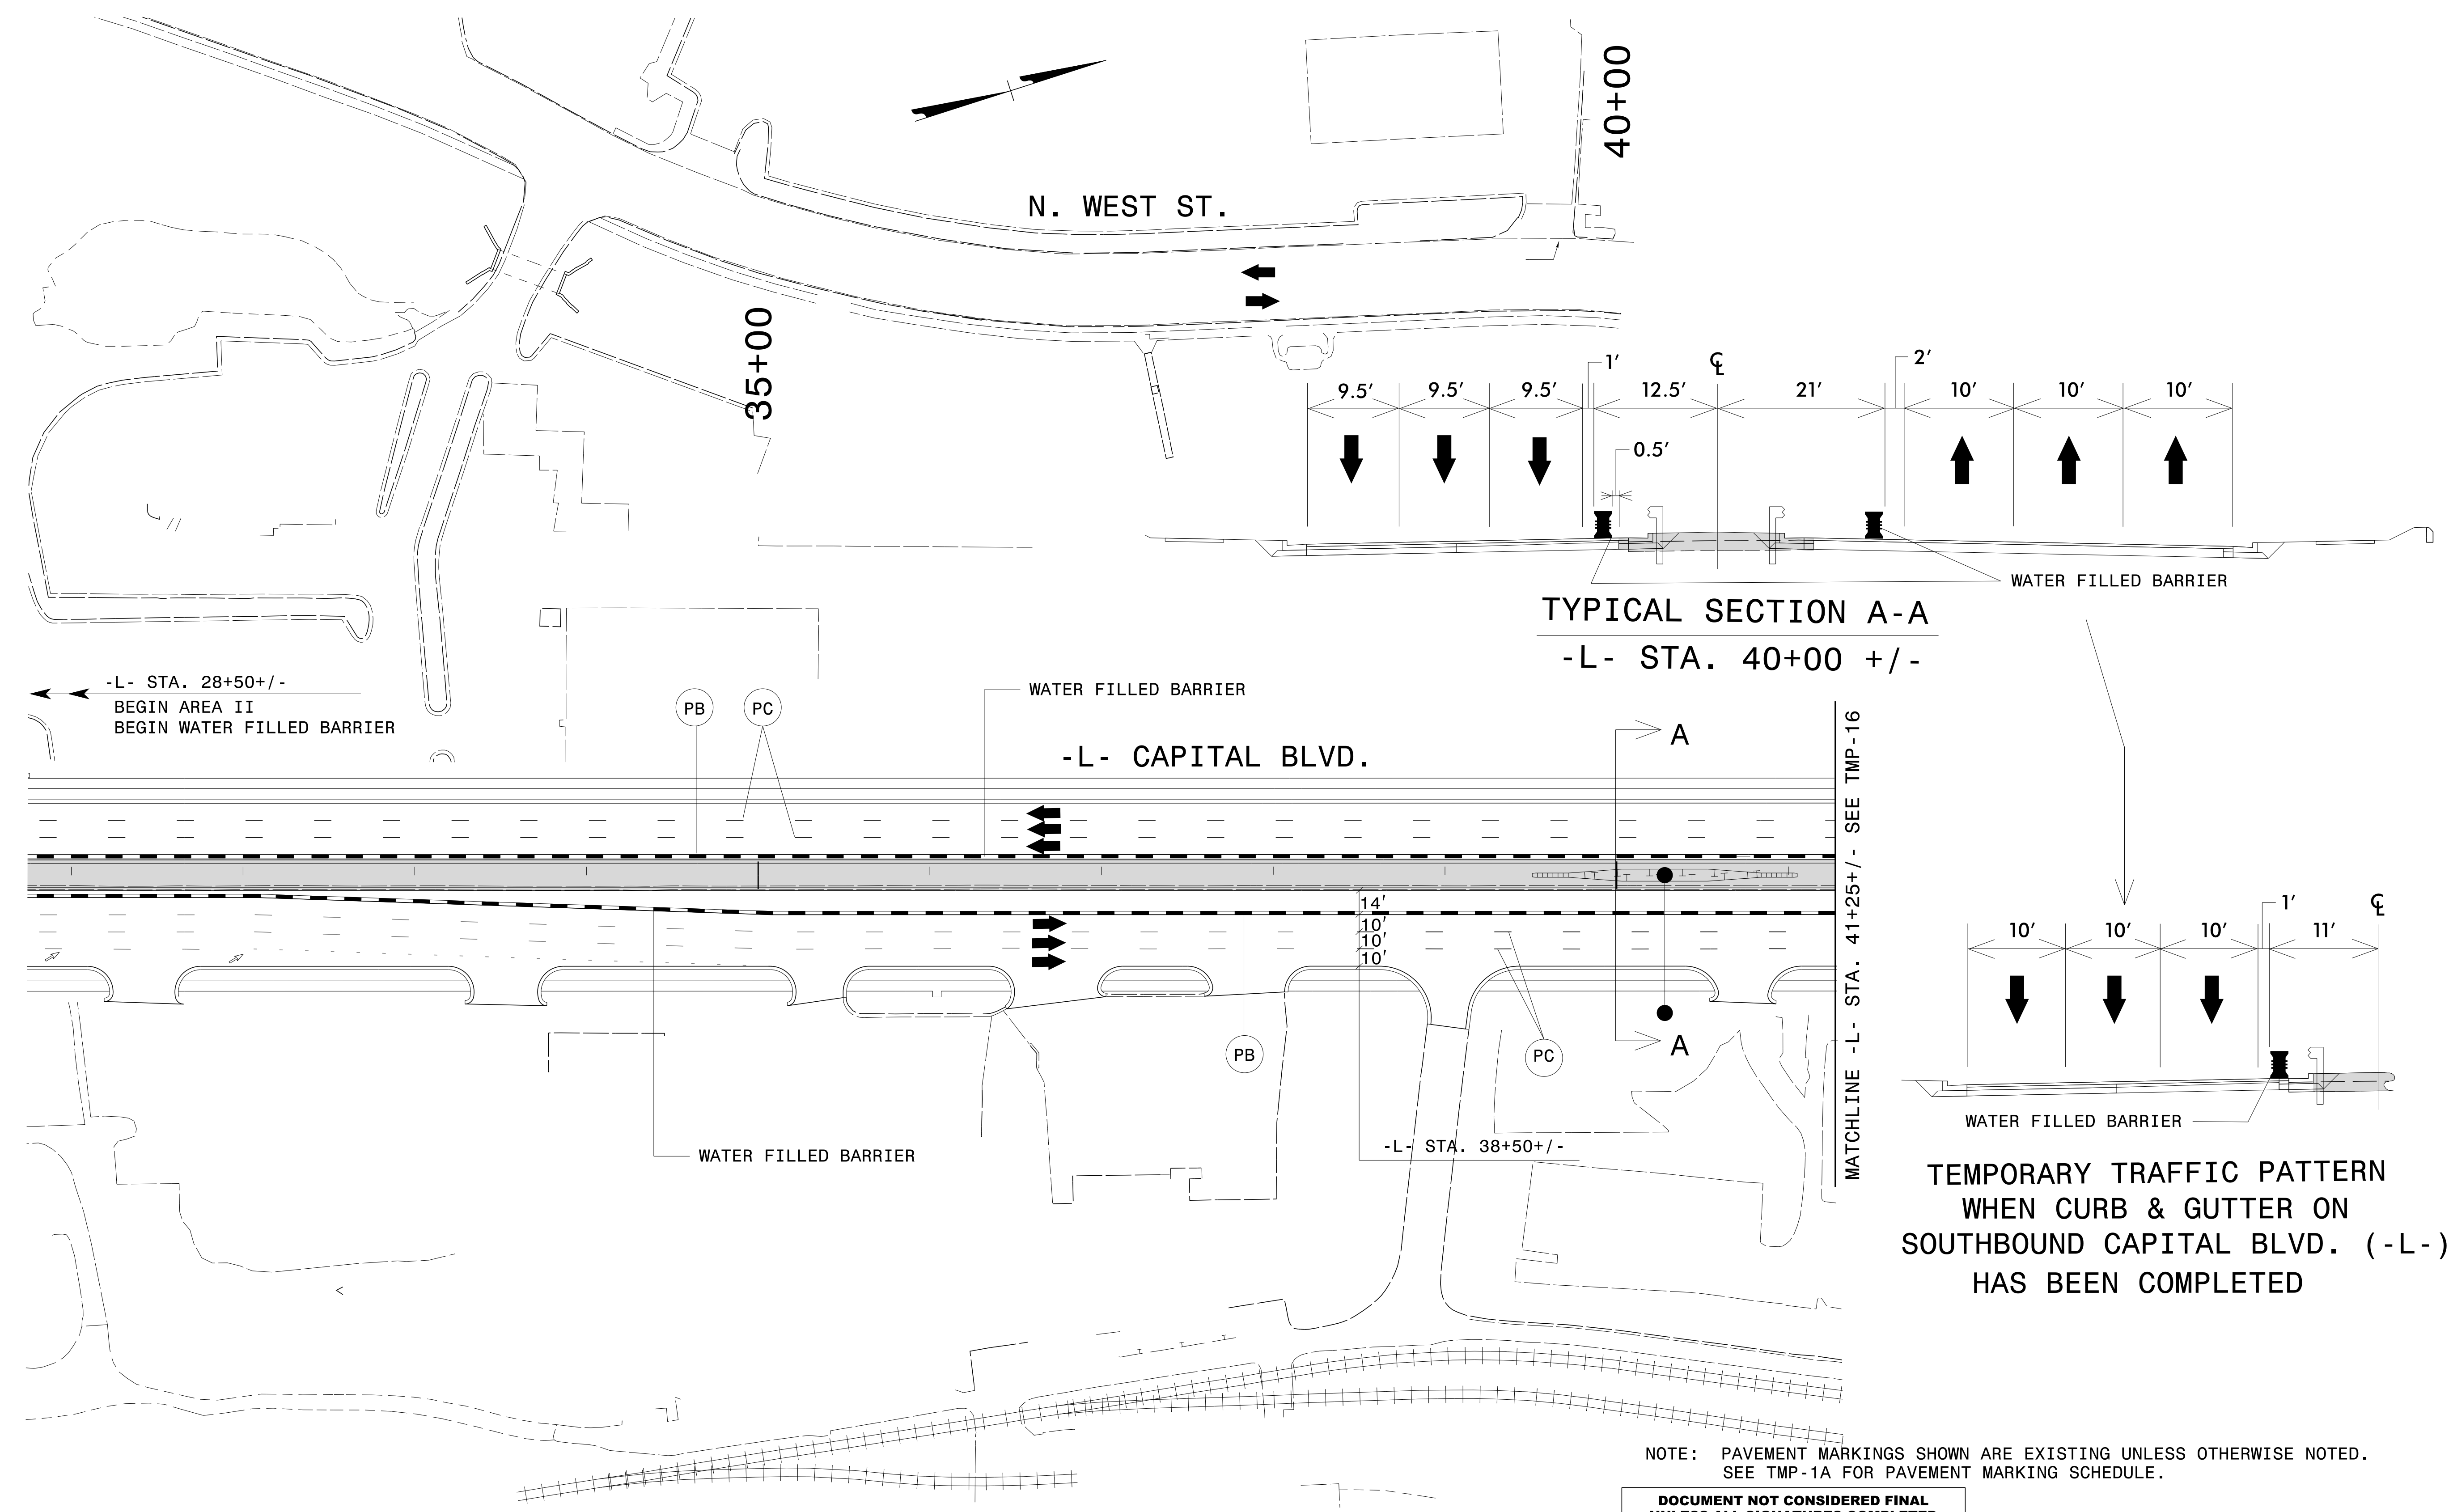 40+00
N. WEST ST.
35+00
1'
℄
2'
9.5' 9.5' 9.5' 12.5' 21' 10' 10' 10'
0.5'
WATER FILLED BARRIER
TYPICAL SECTION A-A
-L- STA. 40+00 +/-
-L- STA. 28+50+/-
BEGIN AREA II
BEGIN WATER FILLED BARRIER
PB
PC
WATER FILLED BARRIER
-L- CAPITAL BLVD.
A
MATCHLINE -L- STA. 41+25+/- SEE TMP-16
14'
10'
10'
10'
PB
PC
A
WATER FILLED BARRIER
-L- STA. 38+50+/-
1'
℄
10' 10' 10' 11'
WATER FILLED BARRIER
TEMPORARY TRAFFIC PATTERN
WHEN CURB & GUTTER ON
SOUTHBOUND CAPITAL BLVD. (-L-)
HAS BEEN COMPLETED
NOTE: PAVEMENT MARKINGS SHOWN ARE EXISTING UNLESS OTHERWISE NOTED.
SEE TMP-1A FOR PAVEMENT MARKING SCHEDULE.
DOCUMENT NOT CONSIDERED FINAL
UNLESS ALL SIGNATURES COMPLETED